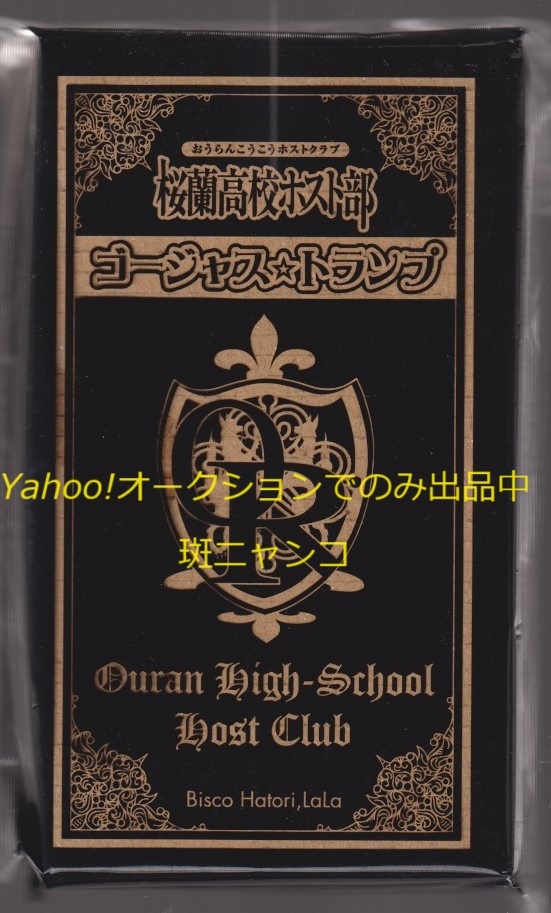 おうらんこうこうホストクラブ
桜蘭高校ホスト部
ゴージャス☆トランプ
Yahoo!オークションでのみ出品中
斑ニャンコ
Ouran High-School
Host Club
Bisco Hatori,LaLa